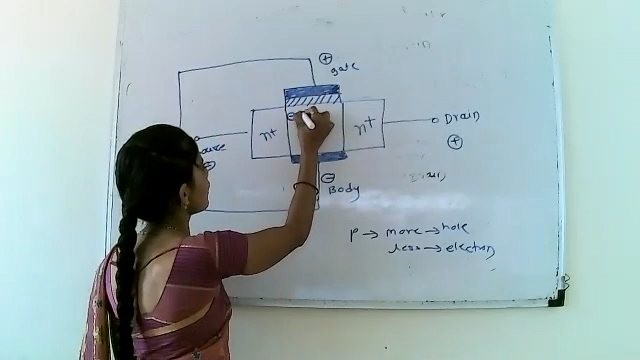 ⊕
gate
n+
n+
Drain
⊕
⊖
Body
p → more → hole
less → electron